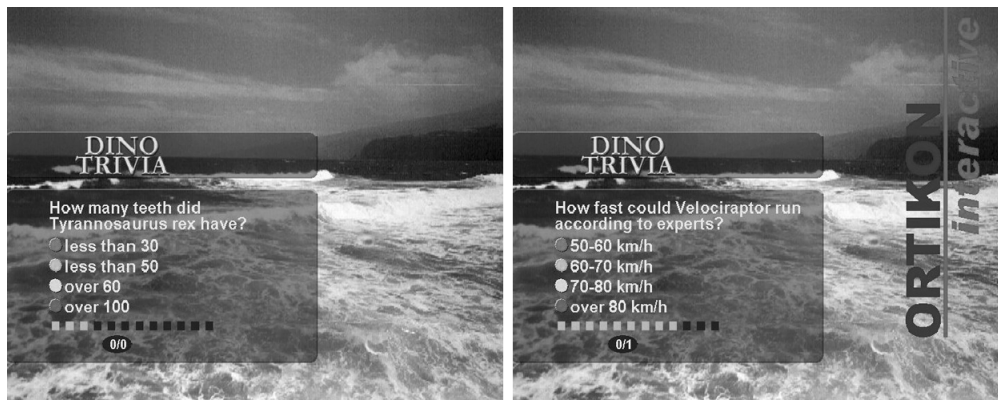 DINO
TRIVIA
How many teeth did
Tyrannosaurus rex have?
less than 30
less than 50
over 60
over 100
0/0
DINO
TRIVIA
How fast could Velociraptor run
according to experts?
50-60 km/h
60-70 km/h
70-80 km/h
over 80 km/h
0/1
ORTIKON
interactive